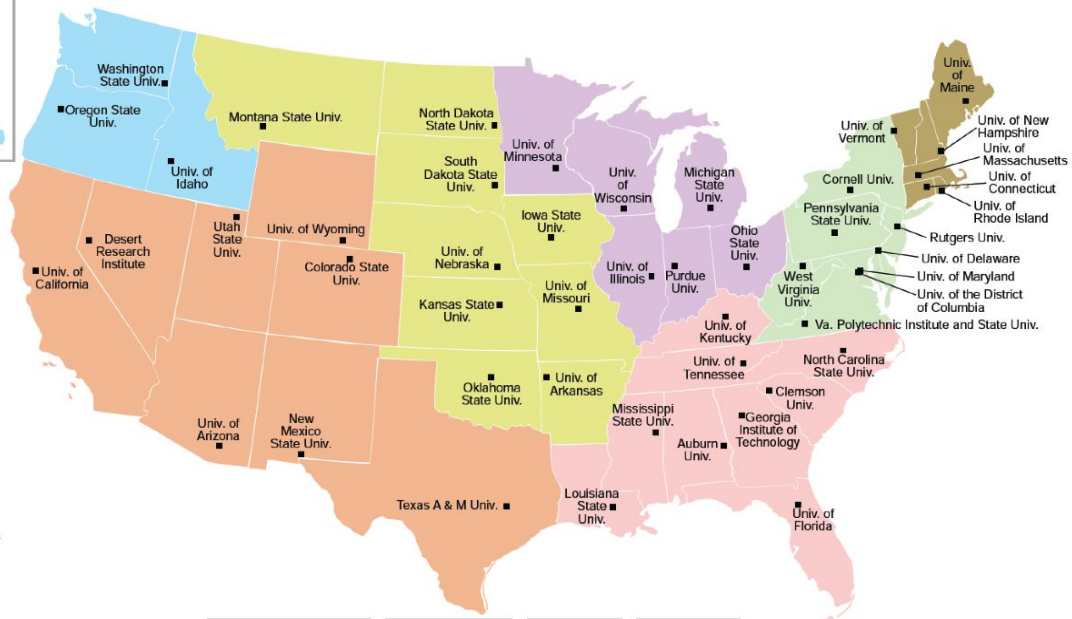 Washington
State Univ.
Oregon State
Univ.
Univ. of
Idaho
Montana State Univ.
North Dakota
State Univ.
South
Dakota State
Univ.
Univ. of
Minnesota
Univ.
of
Wisconsin
Michigan
State
Univ.
Iowa State
Univ.
Univ. of
Nebraska
Kansas State
Univ.
Univ. of
Missouri
Oklahoma
State Univ.
Univ. of
Arkansas
Univ. of
Illinois
Purdue
Univ.
Ohio
State
Univ.
Univ. of
California
Desert
Research
Institute
Utah
State
Univ.
Univ. of Wyoming
Colorado State
Univ.
Univ. of
Arizona
New
Mexico
State Univ.
Texas A & M Univ.
Louisiana
State
Univ.
Mississippi
State Univ.
Auburn
Univ.
Georgia
Institute of
Technology
Clemson
Univ.
North Carolina
State Univ.
Univ. of
Tennessee
Univ. of
Kentucky
Univ. of
Florida
West
Virginia
Univ.
Va. Polytechnic Institute and State Univ.
Univ. of the District
of Columbia
Univ. of Maryland
Univ. of Delaware
Rutgers Univ.
Pennsylvania
State Univ.
Cornell Univ.
Univ. of
Vermont
Univ.
of
Maine
Univ. of New
Hampshire
Univ. of
Massachusetts
Univ. of
Connecticut
Univ. of
Rhode Island